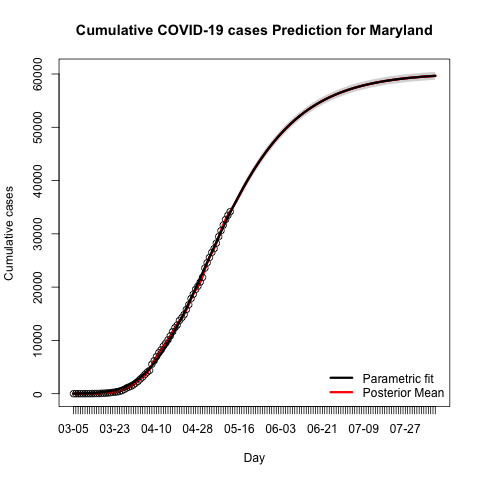 Cumulative COVID-19 cases Prediction for Maryland
Cumulative cases
60000
50000
40000
30000
20000
10000
0
Parametric fit
Posterior Mean
03-05 03-23 04-10 04-28 05-16 06-03 06-21 07-09 07-27
Day